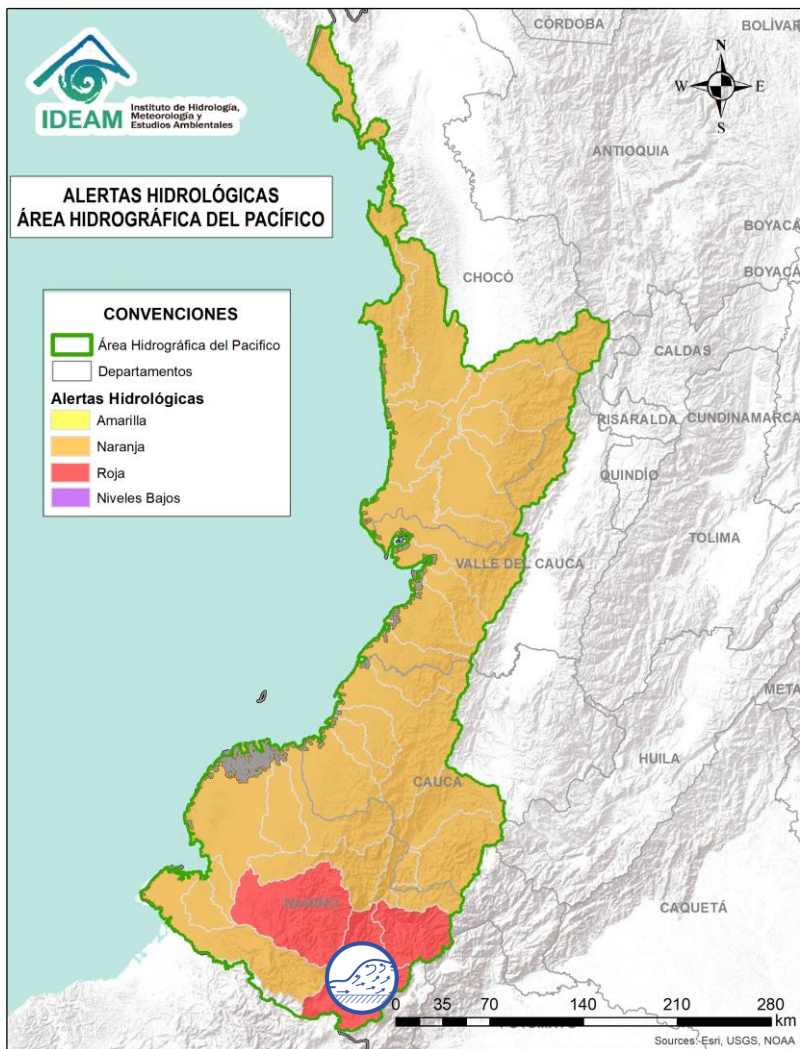 IDEAM
Instituto de Hidrología,
Meteorología y
Estudios Ambientales
ALERTAS HIDROLÓGICAS
ÁREA HIDROGRÁFICA DEL PACÍFICO
CONVENCIONES
Área Hidrográfica del Pacifico
Departamentos
Alertas Hidrológicas
Amarilla
Naranja
Roja
Niveles Bajos
N
W
E
S
CÓRDOBA
BOLÍVAR
ANTIOQUIA
BOYACÁ
CHOCÓ
BOYACÁ
CALDAS
RISARALDA
CUNDINAMARCA
QUINDÍO
TOLIMA
VALLE DEL CAUCA
META
HUILA
CAUCA
NARIÑO
CAQUETÁ
0 35 70 140 210 280
km
Sources: Esri, USGS, NOAA